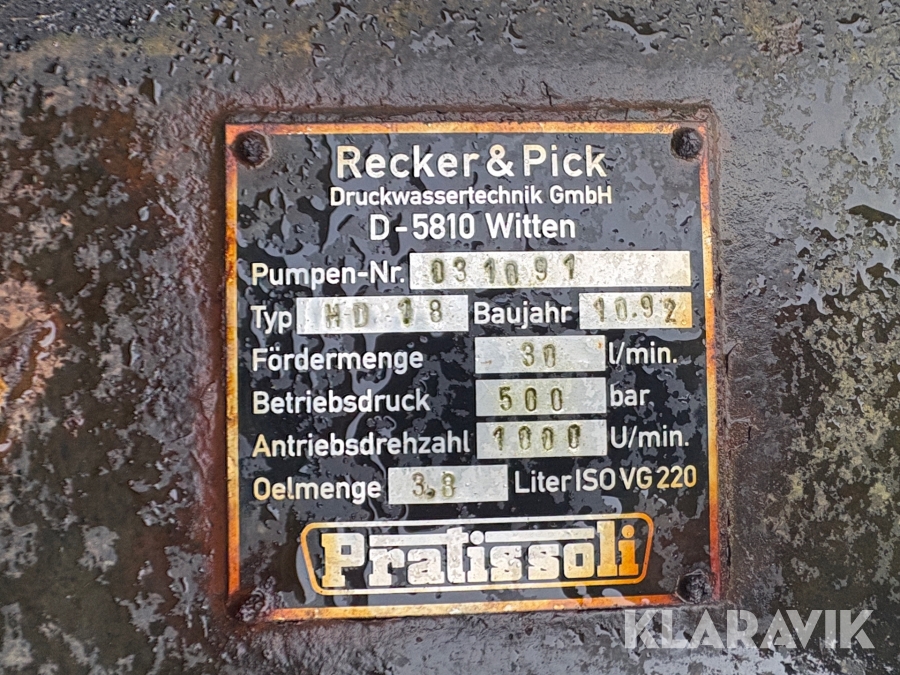 Recker & Pick
Druckwassertechnik GmbH
D-5810 Witten
Pumpen-Nr. 031091
Typ HD 18 Baujahr 10.92
Fördermenge 30 l/min.
Betriebsdruck 500 bar
Antriebsdrehzahl 1000 U/min.
Oelmenge 3.8 Liter ISO VG 220
Pratissoli
KLARAVIK